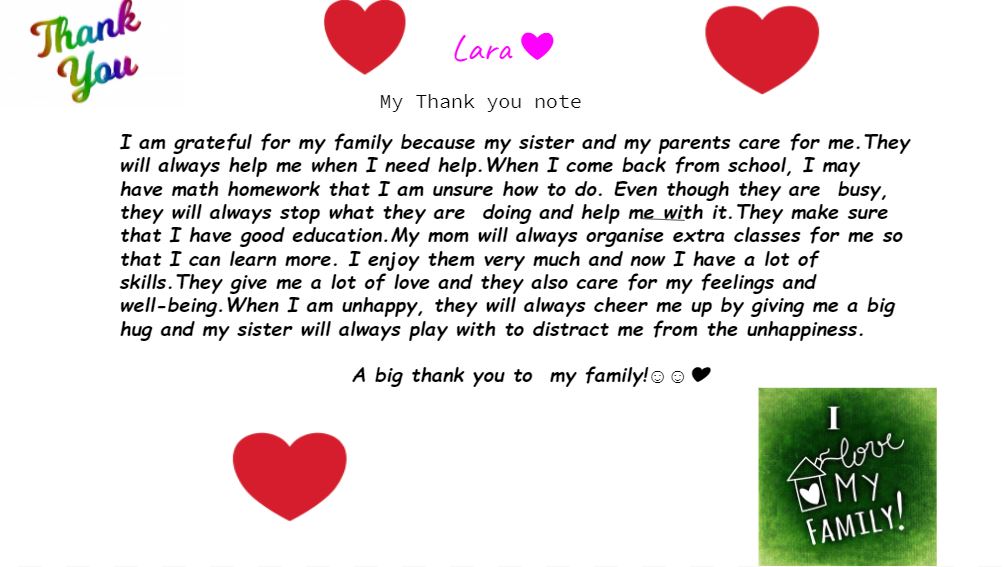 Thank
You
Lara
My Thank you note
I am grateful for my family because my sister and my parents care for me.They
will always help me when I need help.When I come back from school, I may
have math homework that I am unsure how to do. Even though they are  busy,
they will always stop what they are  doing and help me with it.They make sure
that I have good education.My mom will always organise extra classes for me so
that I can learn more. I enjoy them very much and now I have a lot of
skills.They give me a lot of love and they also care for my feelings and
well-being.When I am unhappy, they will always cheer me up by giving me a big
hug and my sister will always play with to distract me from the unhappiness.
A big thank you to  my family!☺☺♥
I
love
MY
FAMILY!